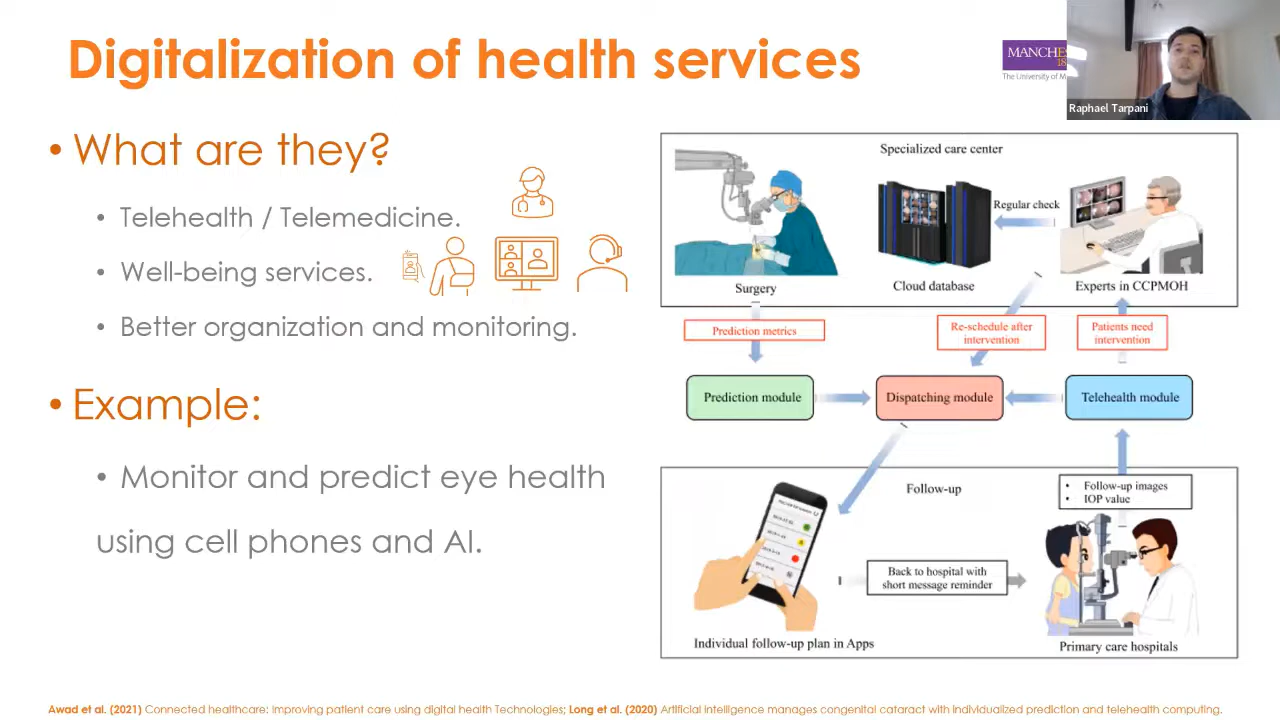 Digitalization of health services
MANCHES
18
The University of M
Raphael Tarpani
• What are they?
• Telehealth / Telemedicine.
• Well-being services.
• Better organization and monitoring.
• Example:
• Monitor and predict eye health
using cell phones and AI.
Specialized care center
Regular check
Surgery
Cloud database
Experts in CCPMOH
Prediction metrics
Re-schedule after
intervention
Patients need
intervention
Prediction module
Dispatching module
Telehealth module
Follow-up
• Follow-up images
• IOP value
Back to hospital with
short message reminder
Individual follow-up plan in Apps
Primary care hospitals
Awad et al. (2021) Connected healthcare: Improving patient care using digital health Technologies; Long et al. (2020) Artificial intelligence manages congenital cataract with individualized prediction and telehealth computing.